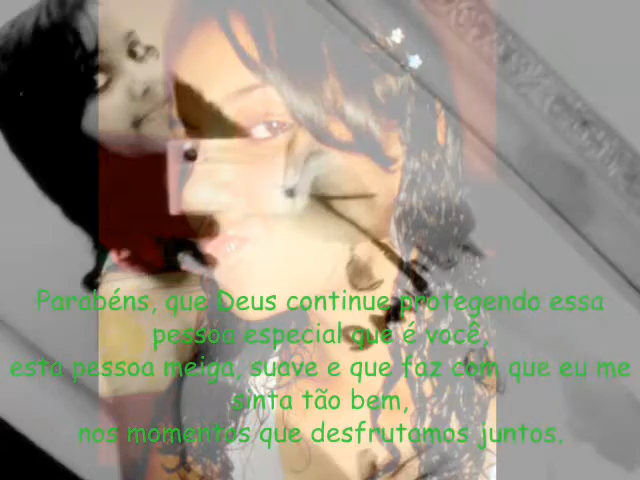 Parabéns, que Deus continue protegendo essa
pessoa especial que é você,
esta pessoa meiga, suave e que faz com que eu me
sinta tão bem,
nos momentos que desfrutamos juntos.